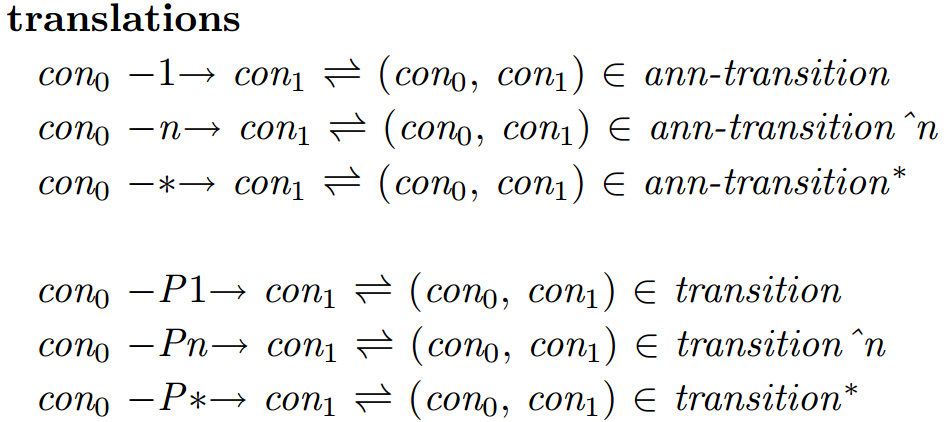 translations
con₀ −1→ con₁ ⇌ (con₀, con₁) ∈ ann-transition
con₀ −n→ con₁ ⇌ (con₀, con₁) ∈ ann-transition^n
con₀ −*→ con₁ ⇌ (con₀, con₁) ∈ ann-transition*
con₀ −P1→ con₁ ⇌ (con₀, con₁) ∈ transition
con₀ −Pn→ con₁ ⇌ (con₀, con₁) ∈ transition^n
con₀ −P*→ con₁ ⇌ (con₀, con₁) ∈ transition*